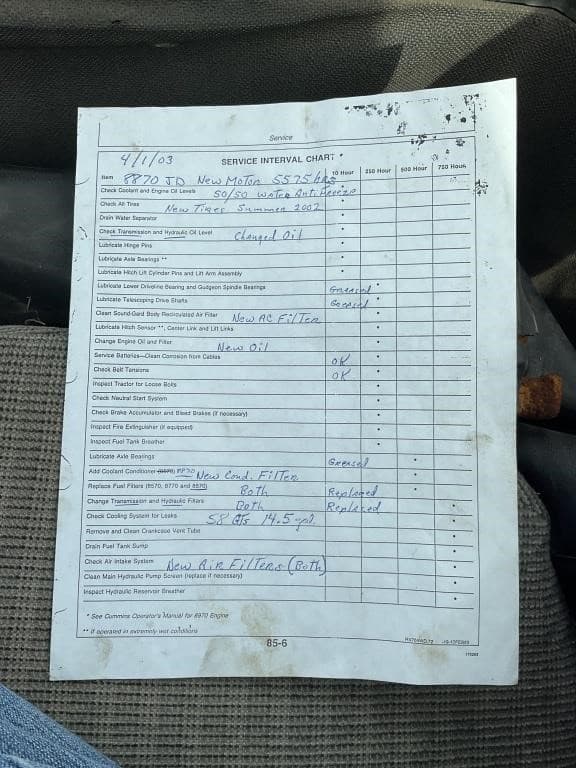 Service
4/1/03 SERVICE INTERVAL CHART *
Item 8870 JD New Motor 5575 hrs 10 Hour 250 Hour 500 Hour 750 Hour
Check Coolant and Engine Oil Levels 50/50 Water Anti-Freeze
Check All Tires New Tires Summer 2002 •
Drain Water Separator •
Check Transmission and Hydraulic Oil Level Changed Oil •
Lubricate Hinge Pins •
Lubricate Axle Bearings ** •
Lubricate Hitch Lift Cylinder Pins and Lift Arm Assembly •
Lubricate Lower Driveline Bearing and Gudgeon Spindle Bearings Greased •
Lubricate Telescoping Drive Shafts Greased •
Clean Sound-Gard Body Recirculated Air Filter New AC Filter •
Lubricate Hitch Sensor **, Center Link and Lift Links •
Change Engine Oil and Filter New Oil •
Service Batteries—Clean Corrosion from Cables OK •
Check Belt Tensions OK •
Inspect Tractor for Loose Bolts •
Check Neutral Start System •
Check Brake Accumulator and Bleed Brakes (if necessary) •
Inspect Fire Extinguisher (if equipped) •
Inspect Fuel Tank Breather •
Lubricate Axle Bearings Greased •
Add Coolant Conditioner (8970) 8870 New Cond. Filter •
Replace Fuel Filters (8570, 8770 and 8870) Both Replaced •
Change Transmission and Hydraulic Filters Both Replaced •
Check Cooling System for Leaks 58 Qts 14.5 gal. •
Remove and Clean Crankcase Vent Tube •
Drain Fuel Tank Sump •
Check Air Intake System New Air Filters (Both) •
Clean Main Hydraulic Pump Screen (replace if necessary) •
Inspect Hydraulic Reservoir Breather •
* See Cummins Operator's Manual for 8970 Engine
** If operated in extremely wet conditions
85-6